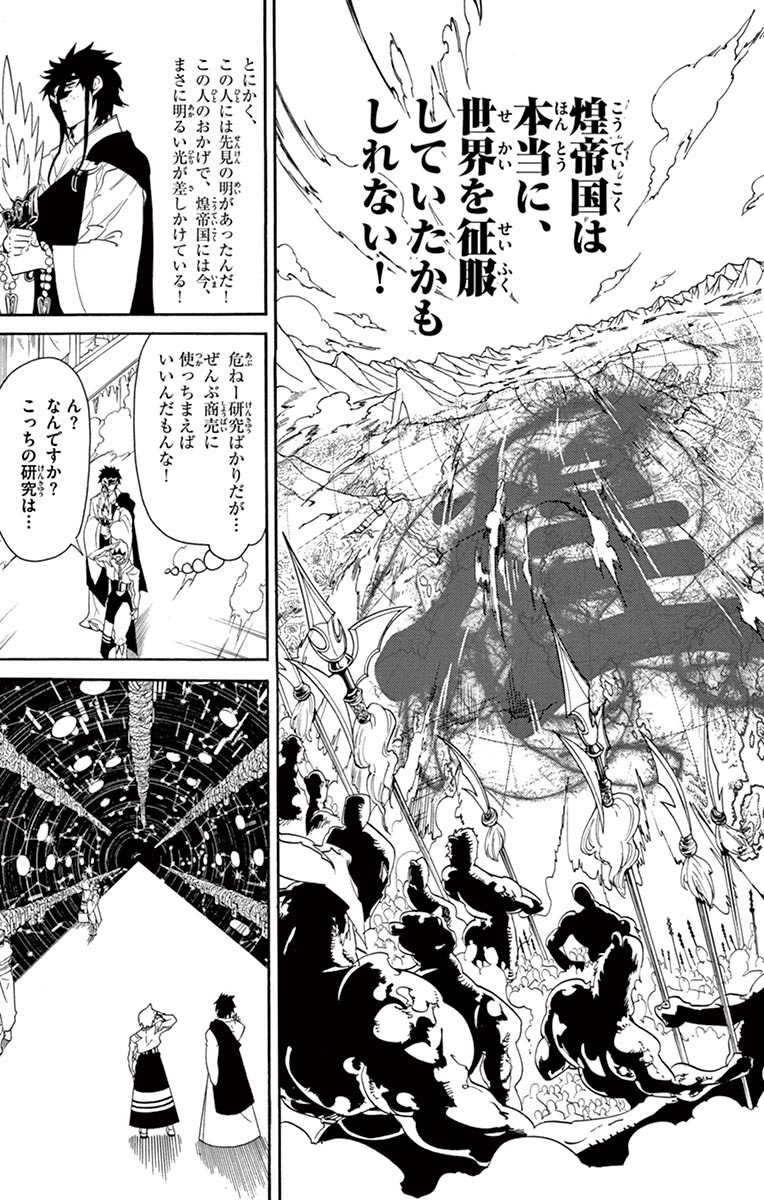 煌帝国は
本当に、
世界を征服
していたかも
しれない!
煌
とにかく、
この人には先見の明があったんだ!
この人のおかげで、煌帝国には今、
まさに明るい光が差しかけている!
危ねー研究ばかりだが…
ぜんぶ商売に
使っちまえば
いいんだもんな!
ん?
なんですか?
こっちの研究は…